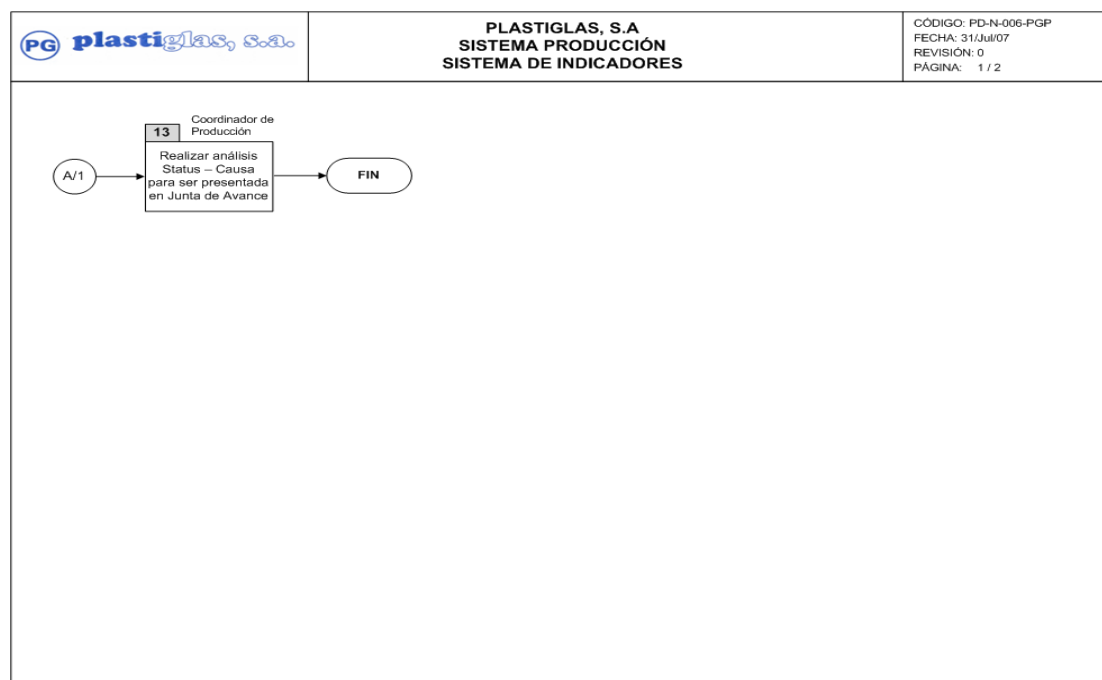 PG plastiglas, s.a.
PLASTIGLAS, S.A
SISTEMA PRODUCCIÓN
SISTEMA DE INDICADORES
CÓDIGO: PD-N-006-PGP
FECHA: 31/Jul/07
REVISIÓN: 0
PÁGINA: 1 / 2
Coordinador de
Producción
13
A/1
Realizar análisis
Status – Causa
para ser presentada
en Junta de Avance
FIN